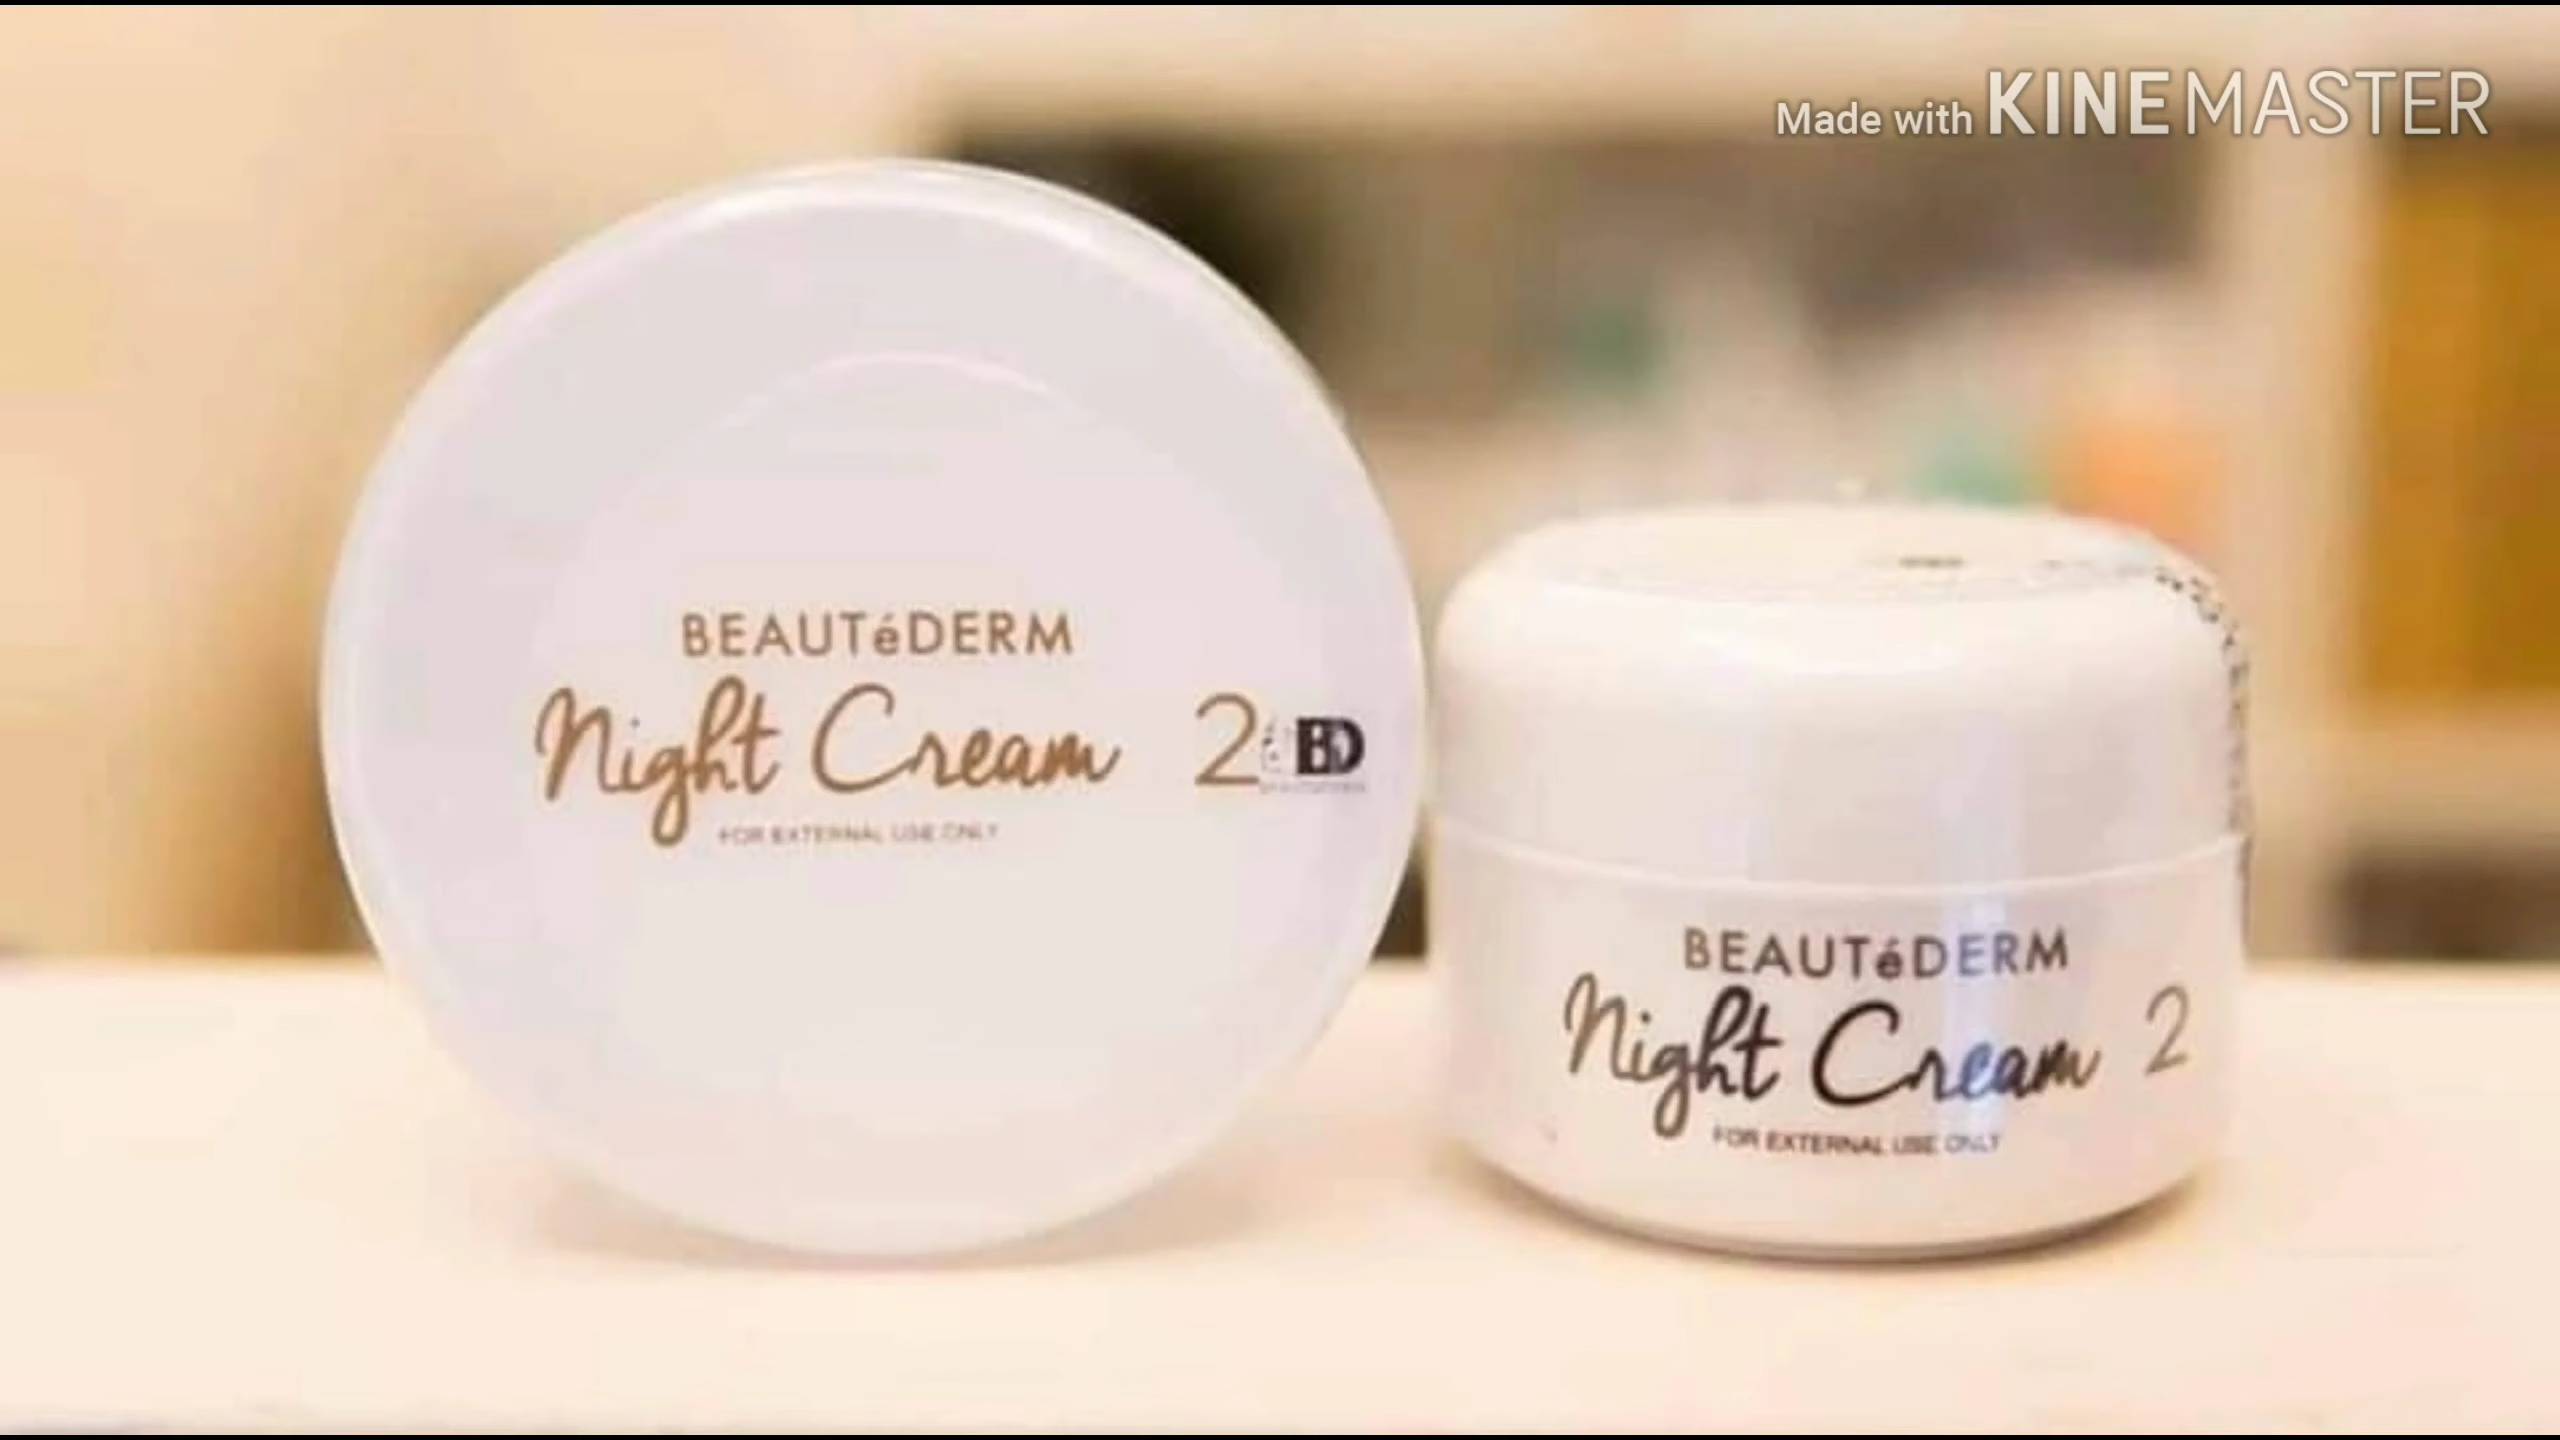 Made with KINEMASTER
BEAUTéDERM
Night Cream 2 BD
FOR EXTERNAL USE ONLY
BEAUTéDERM
Night Cream 2
FOR EXTERNAL USE ONLY